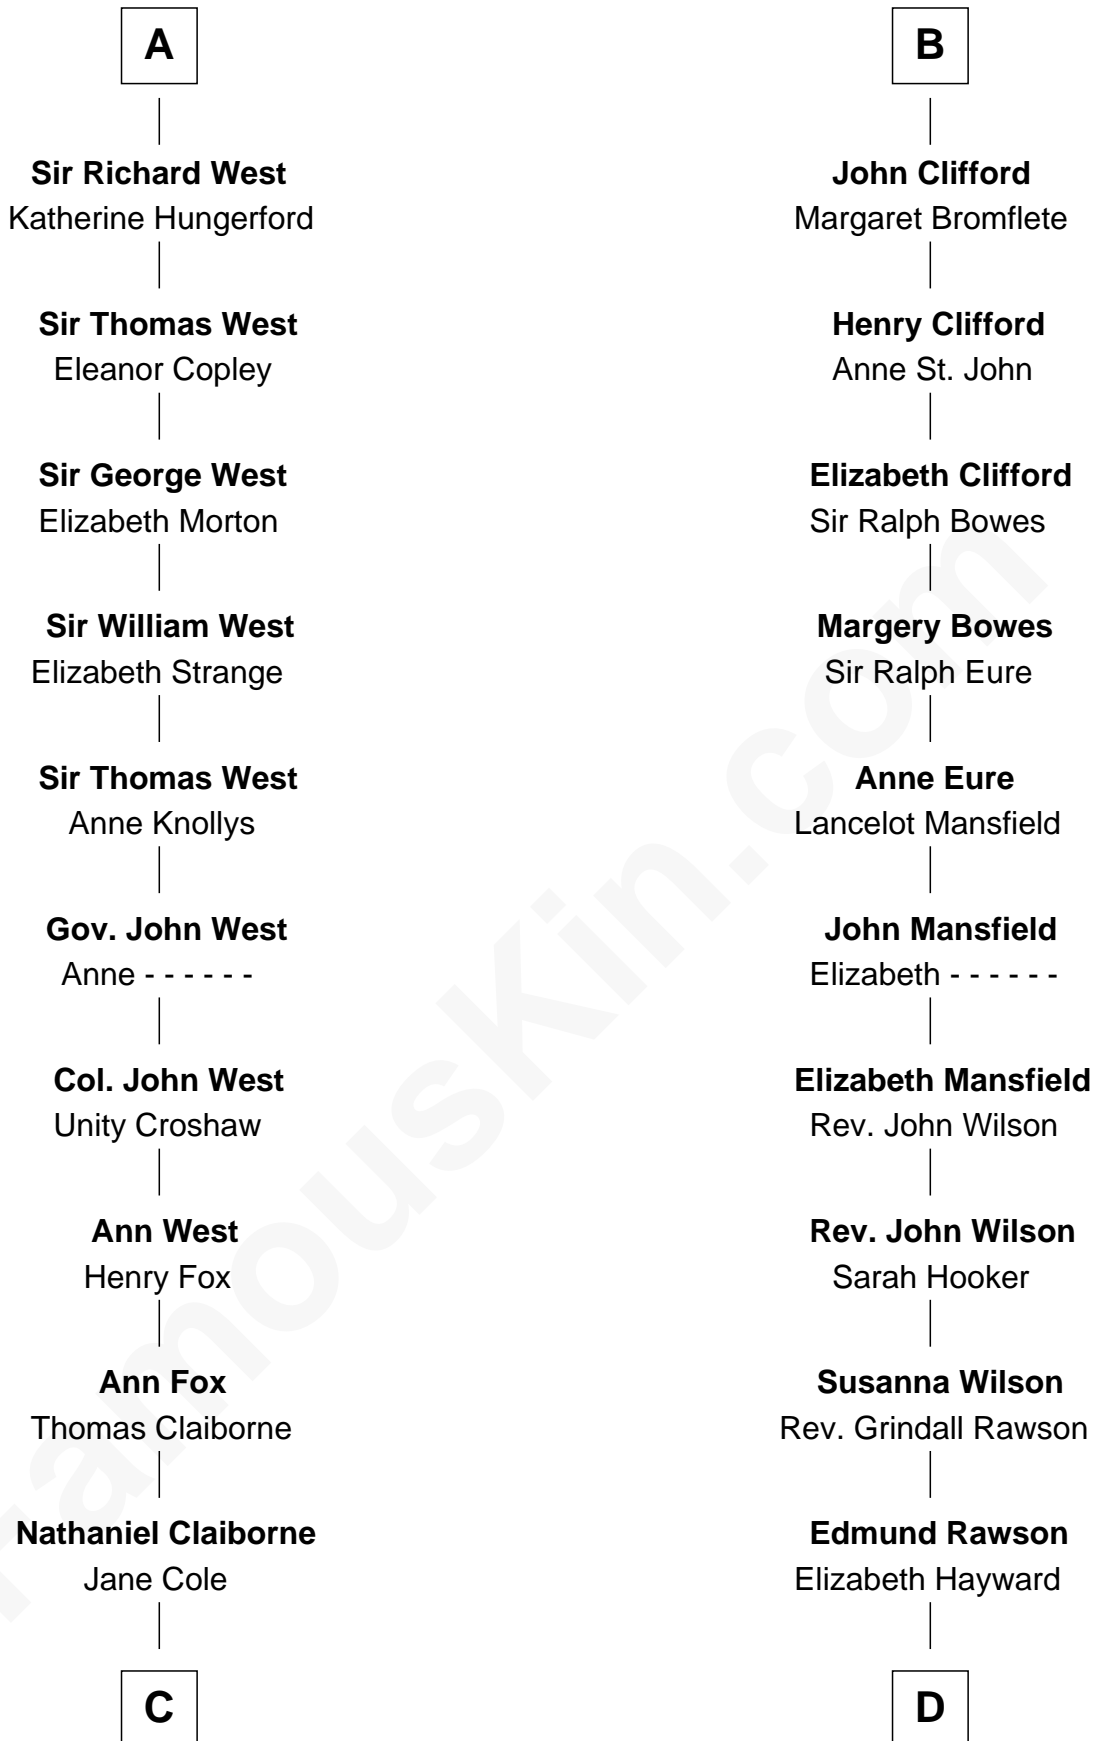 A
Sir Richard West
Katherine Hungerford
Sir Thomas West
Eleanor Copley
Sir George West
Elizabeth Morton
Sir William West
Elizabeth Strange
Sir Thomas West
Anne Knollys
Gov. John West
Anne - - - - - -
Col. John West
Unity Croshaw
Ann West
Henry Fox
Ann Fox
Thomas Claiborne
Nathaniel Claiborne
Jane Cole
C
B
John Clifford
Margaret Bromflete
Henry Clifford
Anne St. John
Elizabeth Clifford
Sir Ralph Bowes
Margery Bowes
Sir Ralph Eure
Anne Eure
Lancelot Mansfield
John Mansfield
Elizabeth - - - - - -
Elizabeth Mansfield
Rev. John Wilson
Rev. John Wilson
Sarah Hooker
Susanna Wilson
Rev. Grindall Rawson
Edmund Rawson
Elizabeth Hayward
D
FamousKin.com